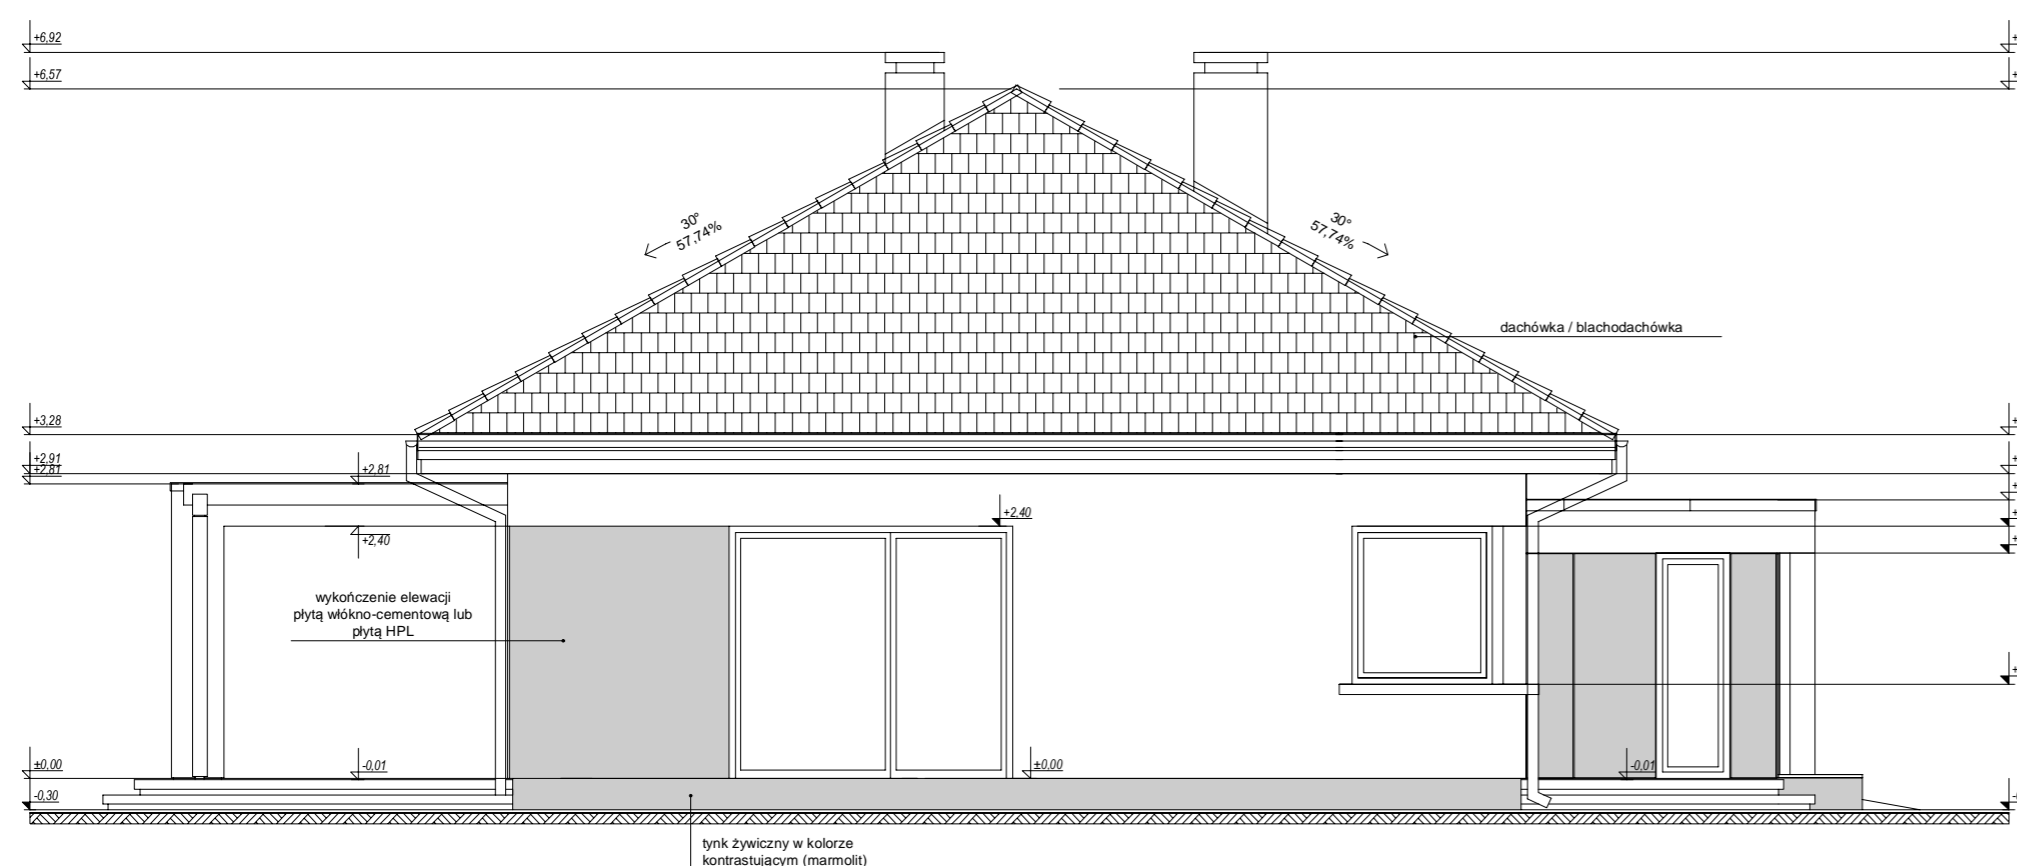 +6,92
+6,57
30°
57,74%
30°
57,74%
dachówka / blachodachówka
+3,28
+2,91
+2,81
+2,81
+2,40
+2,40
wykończenie elewacji
płytą włókno-cementową lub
płytą HPL
±0,00
-0,01
±0,00
-0,01
-0,30
tynk żywiczny w kolorze
kontrastującym (marmolit)